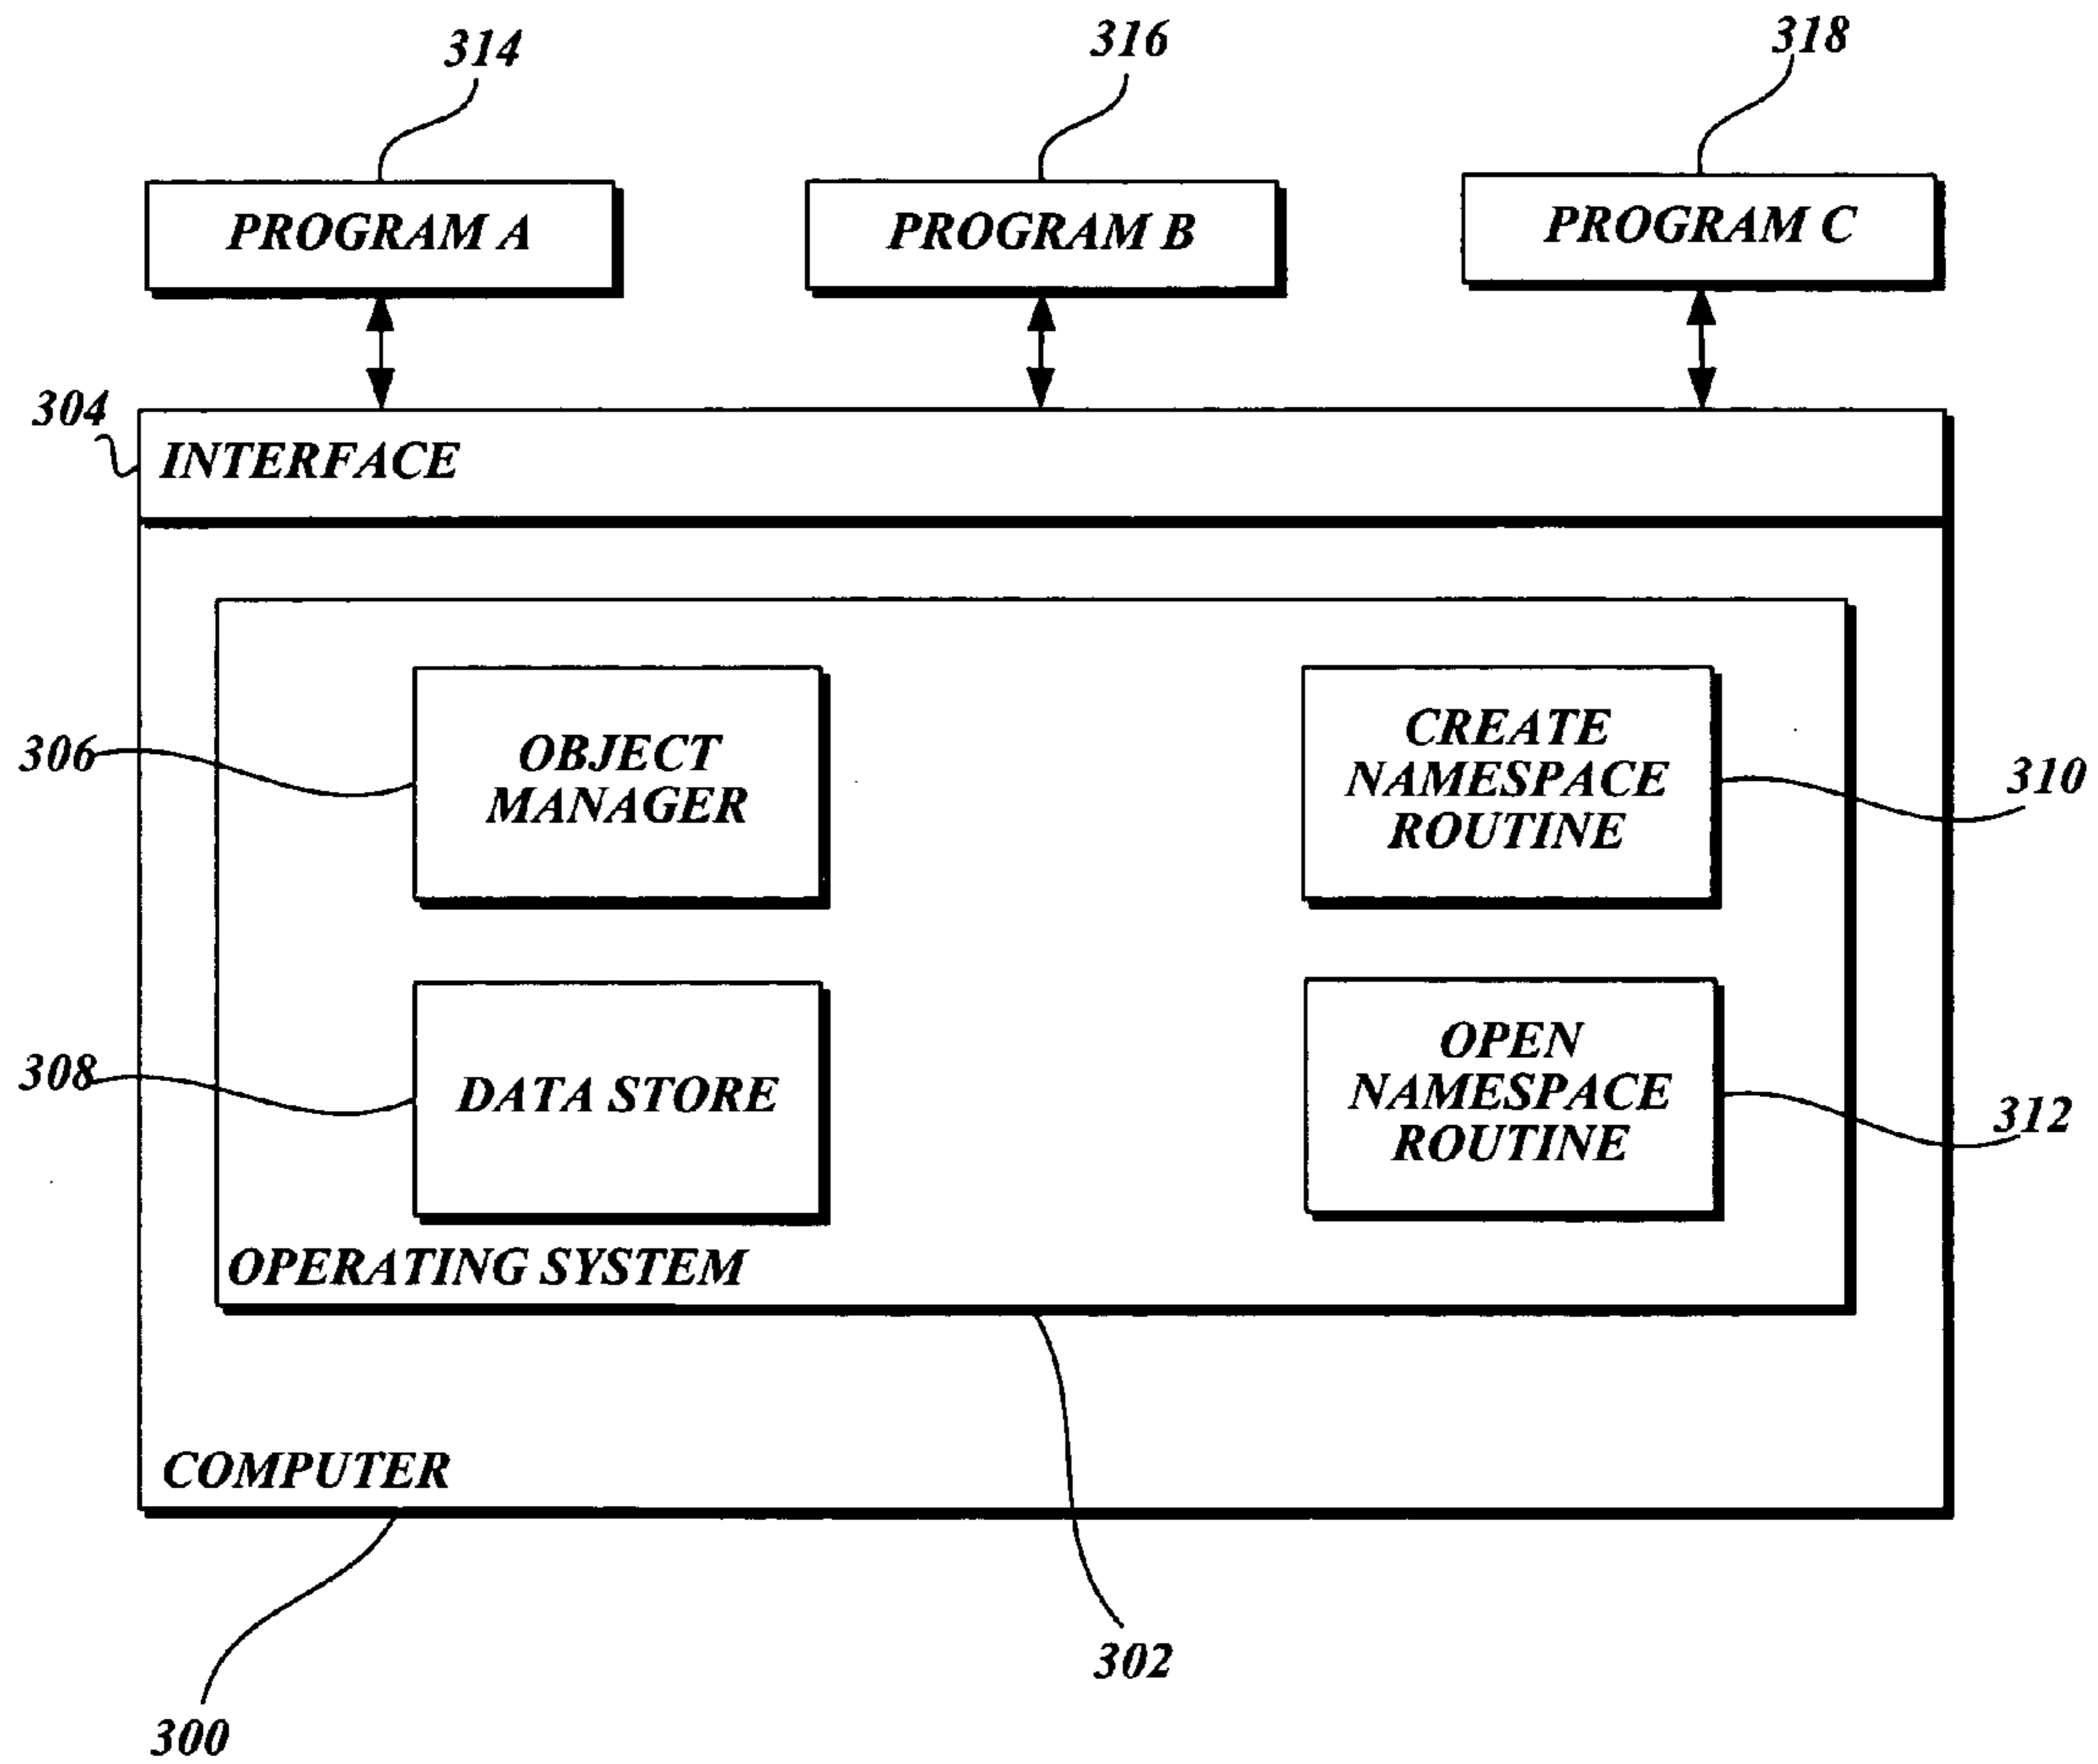 314
316
318
PROGRAM A
PROGRAM B
PROGRAM C
304
INTERFACE
306
OBJECT
MANAGER
CREATE
NAMESPACE
ROUTINE
310
308
DATA STORE
OPEN
NAMESPACE
ROUTINE
312
OPERATING SYSTEM
COMPUTER
302
300